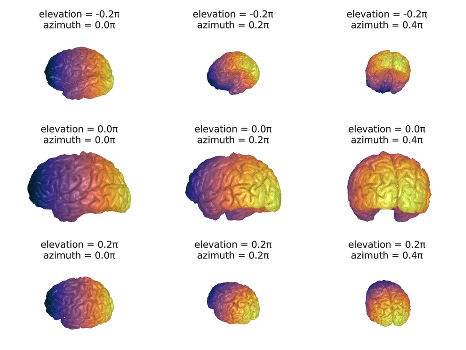 elevation = -0.2π
azimuth = 0.0π
elevation = -0.2π
azimuth = 0.2π
elevation = -0.2π
azimuth = 0.4π
elevation = 0.0π
azimuth = 0.0π
elevation = 0.0π
azimuth = 0.2π
elevation = 0.0π
azimuth = 0.4π
elevation = 0.2π
azimuth = 0.0π
elevation = 0.2π
azimuth = 0.2π
elevation = 0.2π
azimuth = 0.4π